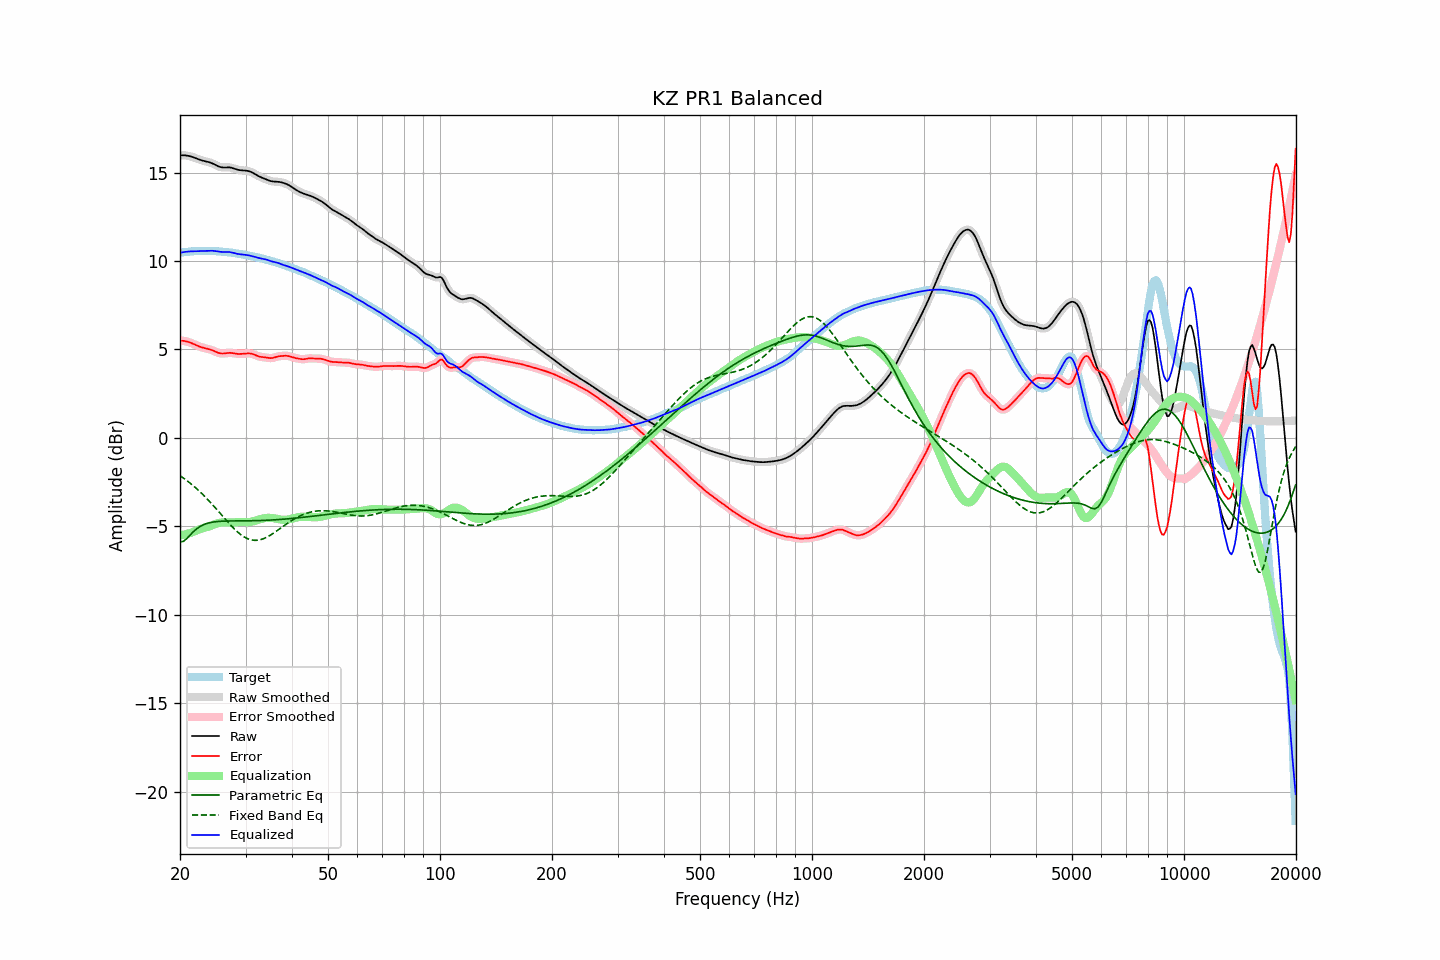 KZ PR1 Balanced
Amplitude (dBr)
15
10
5
0
−5
−10
−15
−20
Target
Raw Smoothed
Error Smoothed
Raw
Error
Equalization
Parametric Eq
Fixed Band Eq
Equalized
20 50 100 200 500 1000 2000 5000 10000 20000
Frequency (Hz)